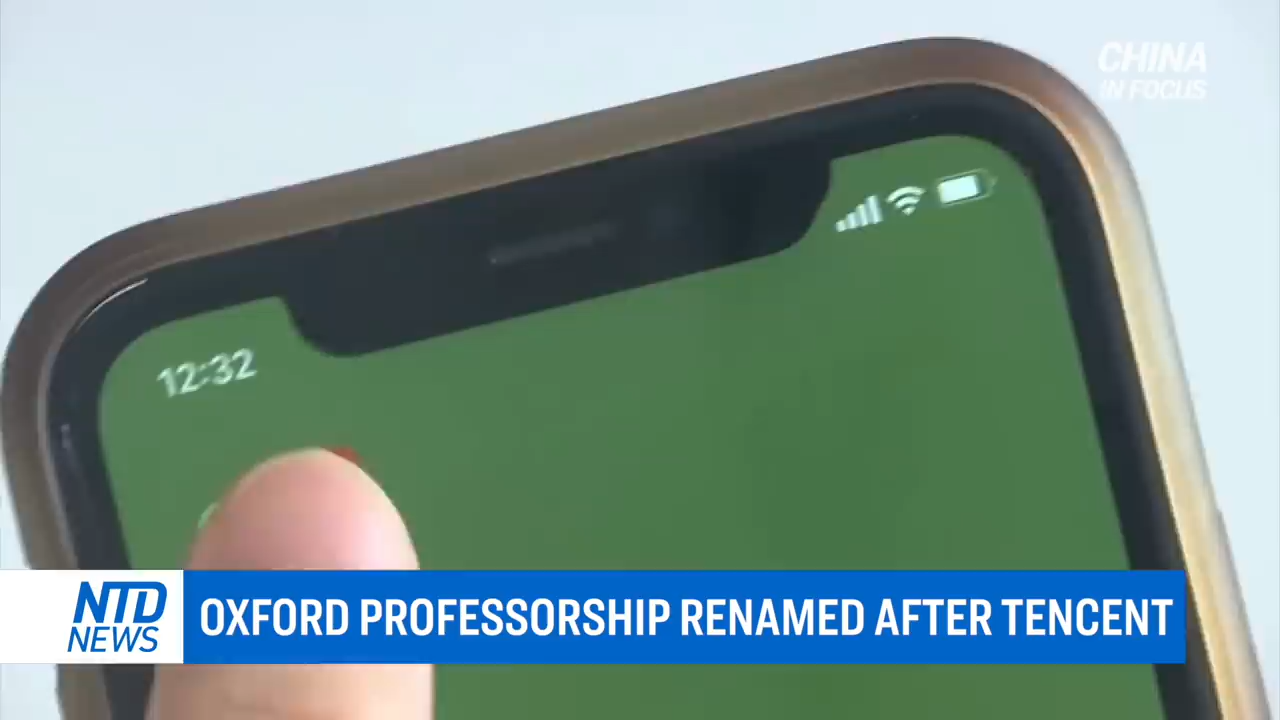 CHINA
IN FOCUS
12:32
NTD
NEWS
OXFORD PROFESSORSHIP RENAMED AFTER TENCENT